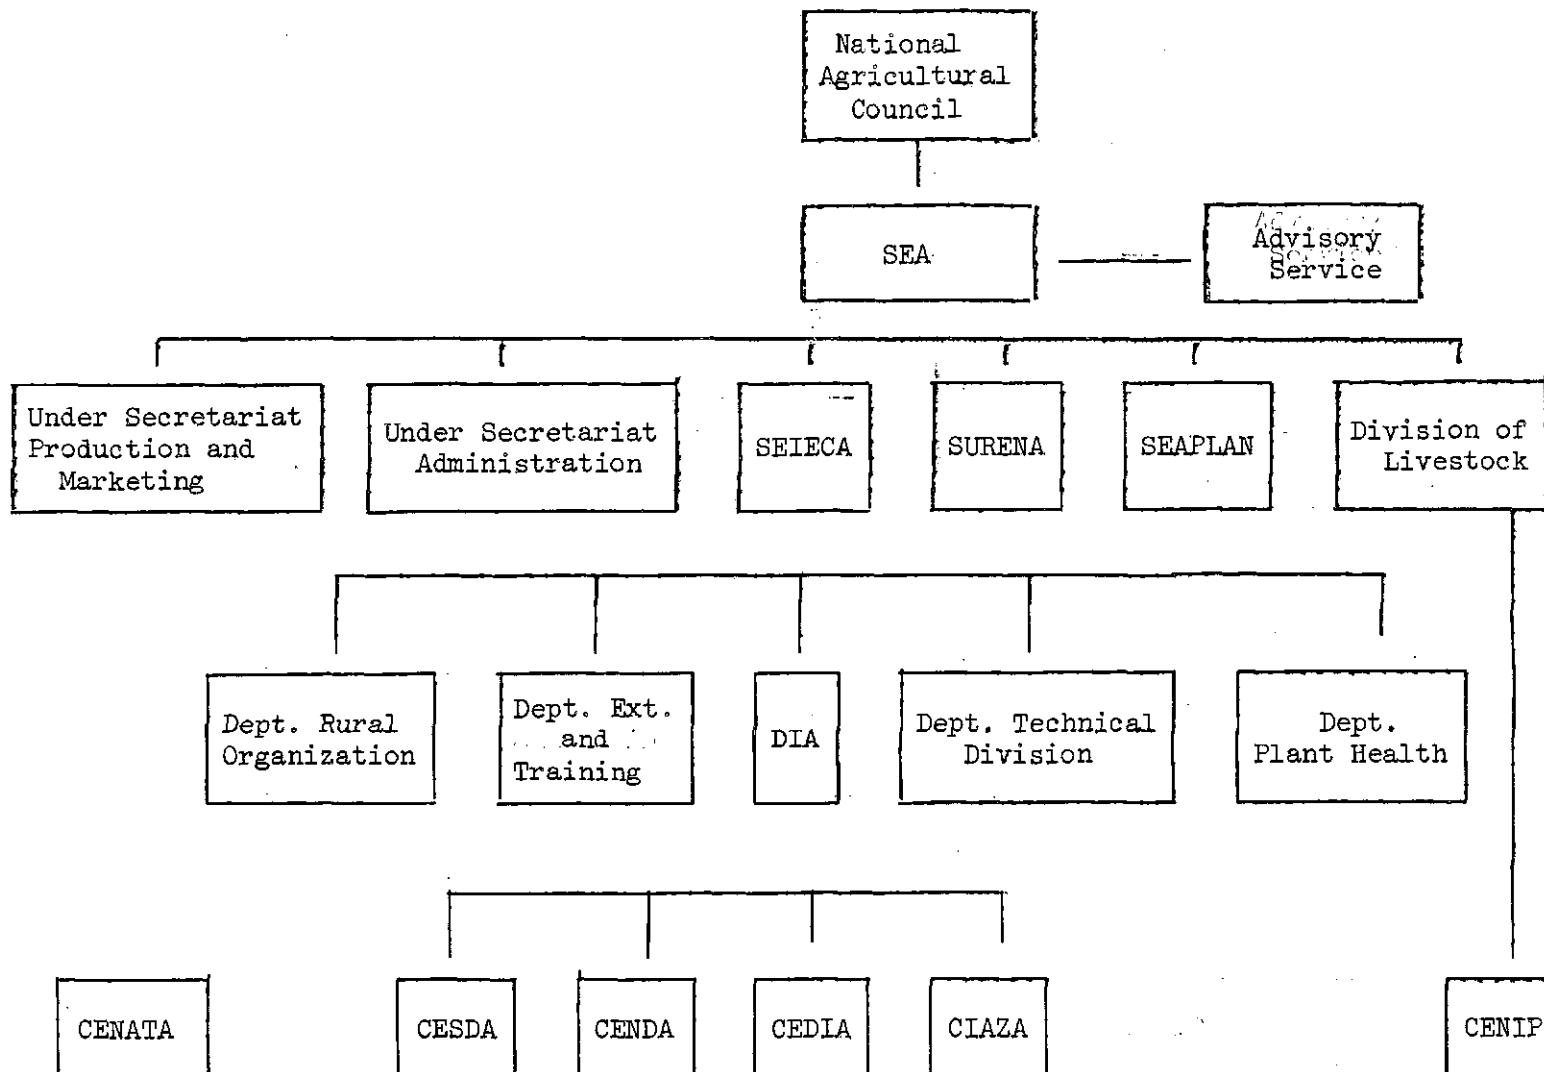 National
Agricultural
Council
SEA
Advisory
Service
Under Secretariat
Production and
Marketing
Under Secretariat
Administration
SEIECA
SURENA
SEAPLAN
Division of
Livestock
Dept. Rural
Organization
Dept. Ext.
and
Training
DIA
Dept. Technical
Division
Dept.
Plant Health
CENATA
CESDA
CENDA
CEDIA
CIAZA
CENIP